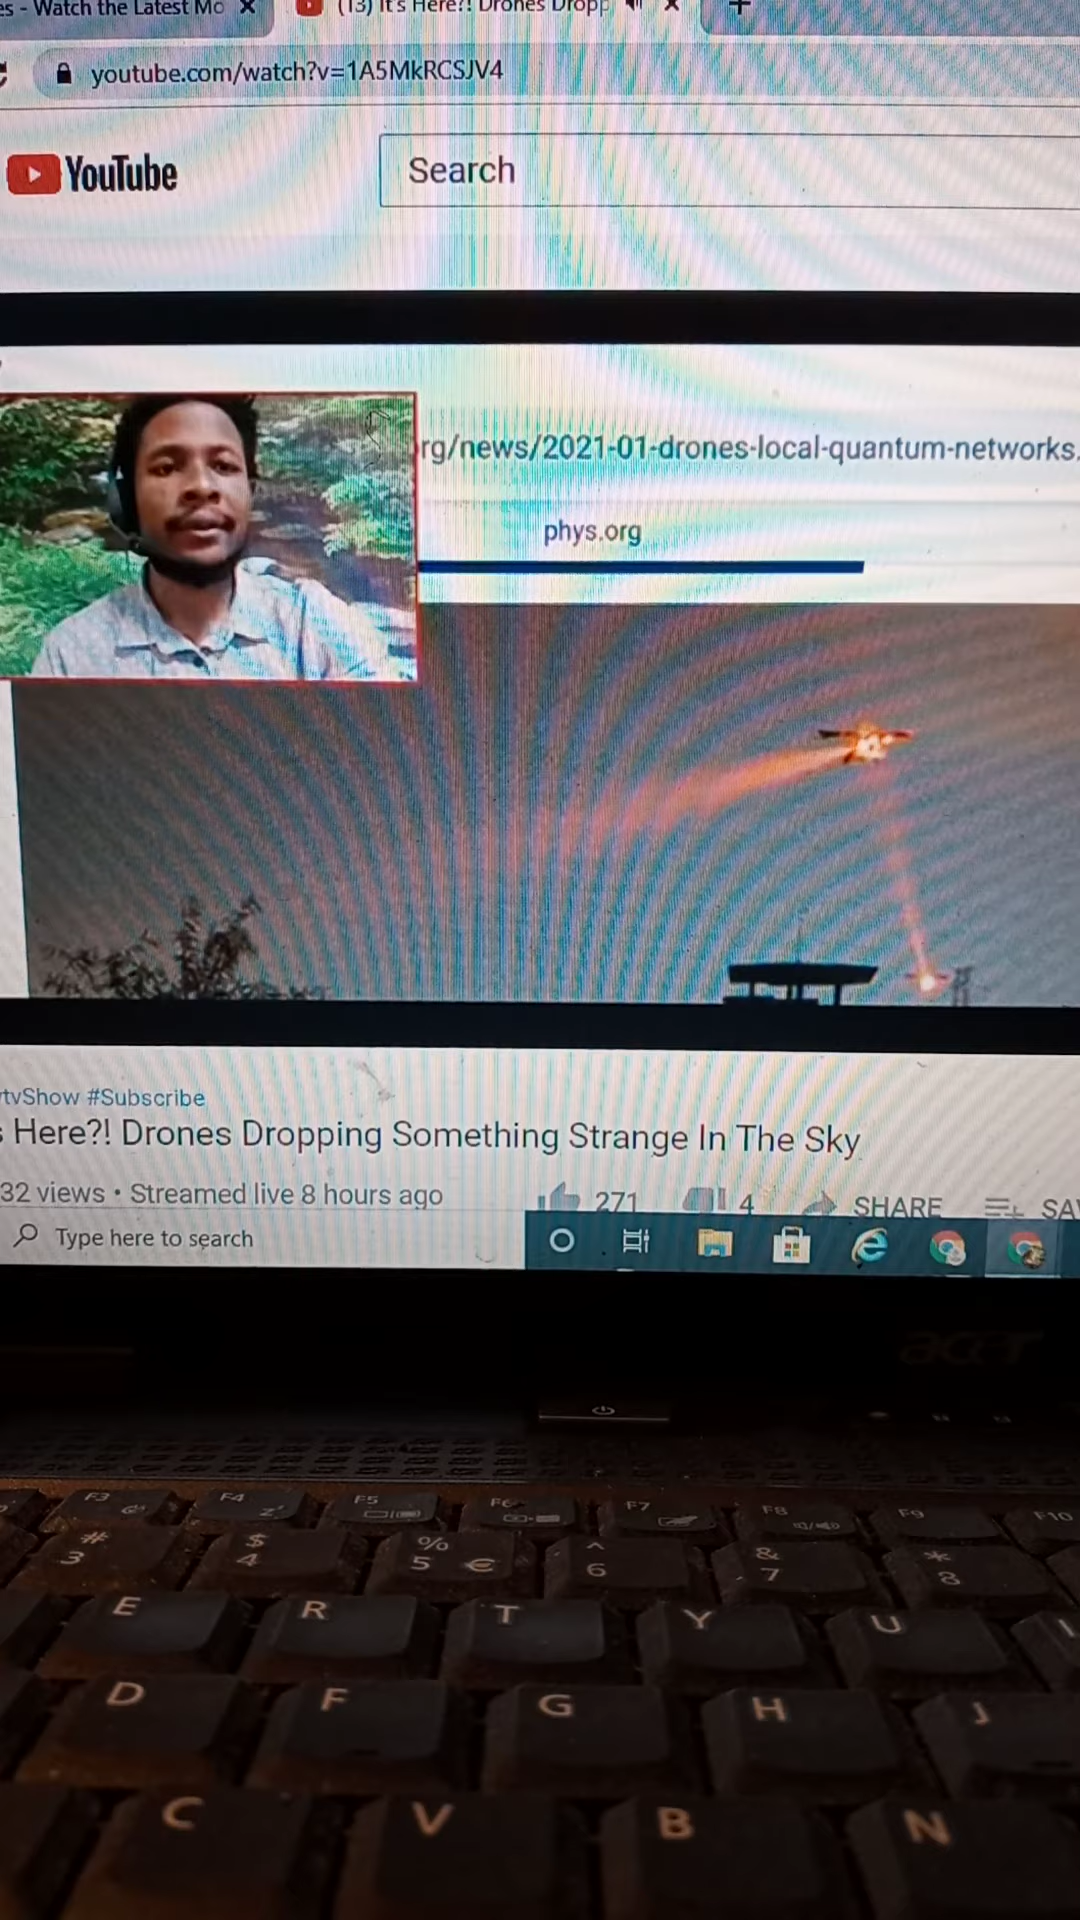 es - Watch the Latest Mo
(13) It's Here?! Drones Dropp
youtube.com/watch?v=1A5MkRCSJV4
YouTube
Search
rg/news/2021-01-drones-local-quantum-networks.
phys.org
tvShow #Subscribe
s Here?! Drones Dropping Something Strange In The Sky
32 views • Streamed live 8 hours ago
271
4
SHARE
SA
Type here to search
acer
F3 F4 F5 F6 F7 F8 F9 F10
# $ % ^ & *
3 4 5 € 6 7 8
E R T Y U I
D F G H J
C V B N